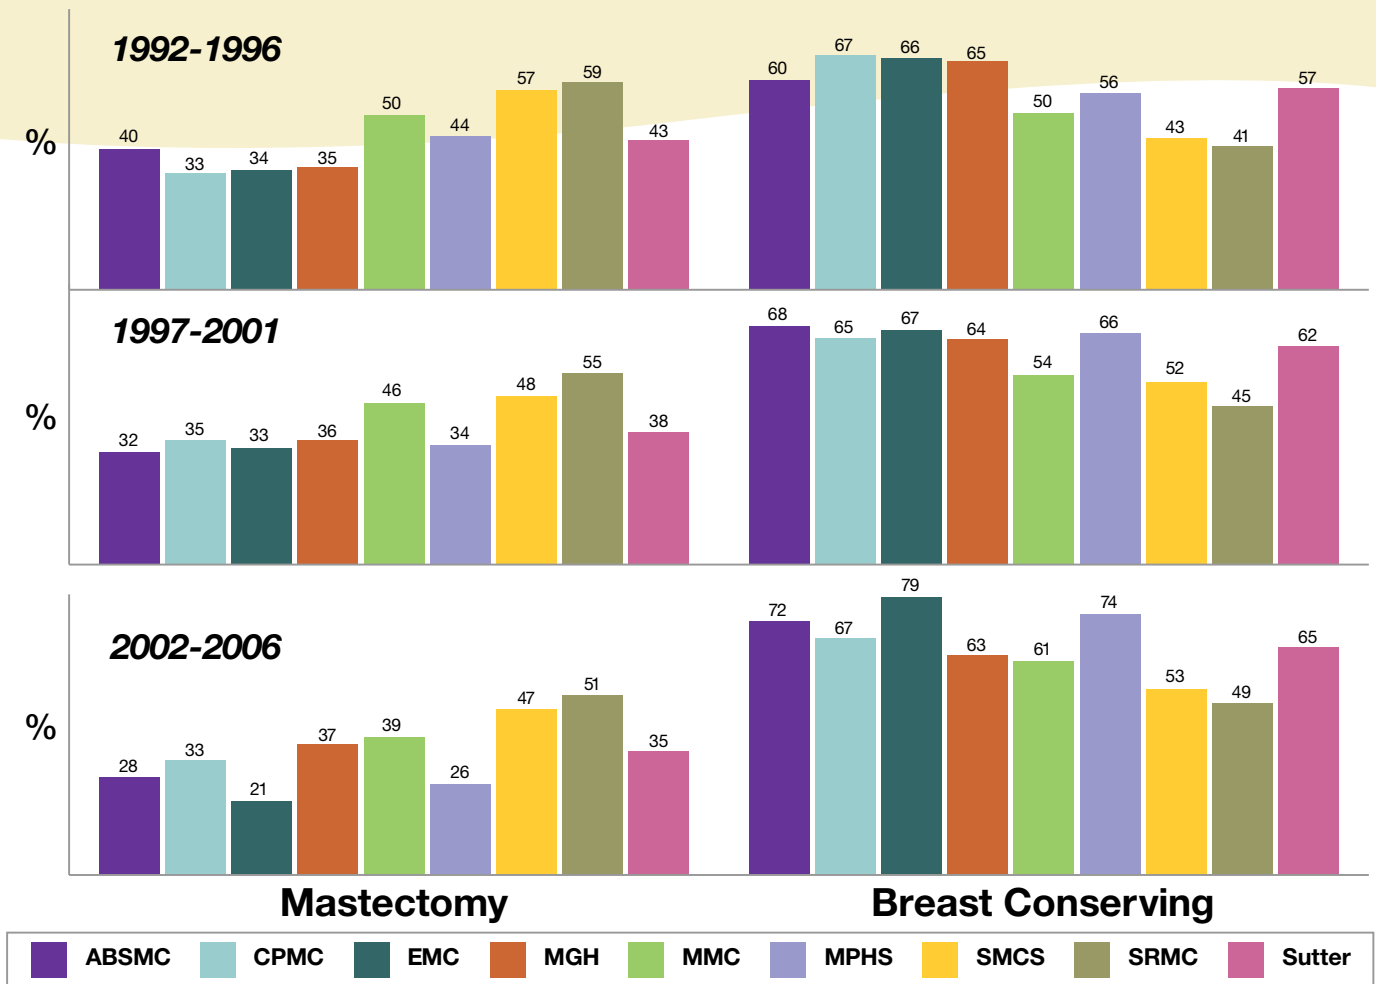 1992-1996
%
40 33 34 35 50 44 57 59 43 60 67 66 65 50 56 43 41 57
1997-2001
%
32 35 33 36 46 34 48 55 38 68 65 67 64 54 66 52 45 62
2002-2006
%
28 33 21 37 39 26 47 51 35 72 67 79 63 61 74 53 49 65
Mastectomy Breast Conserving
ABSMC CPMC EMC MGH MMC MPHS SMCS SRMC Sutter